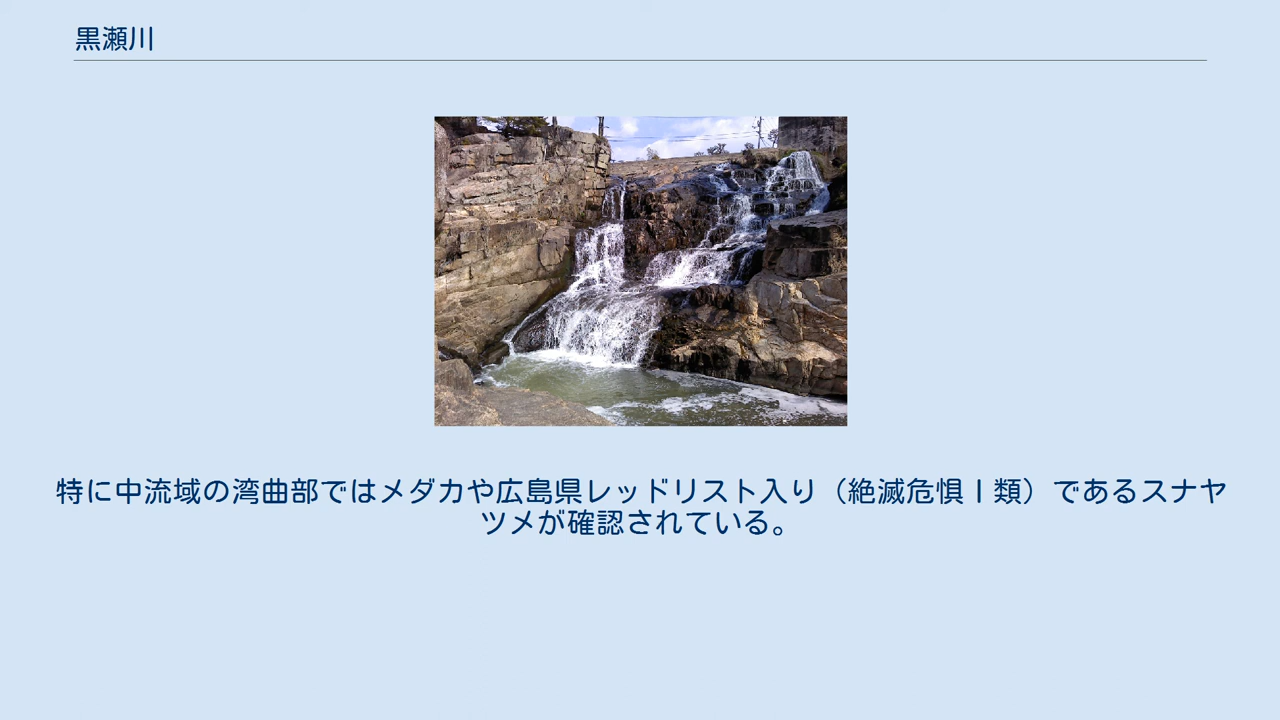 黒瀬川
特に中流域の湾曲部ではメダカや広島県レッドリスト入り（絶滅危惧Ⅰ類）であるスナヤ
ツメが確認されている。